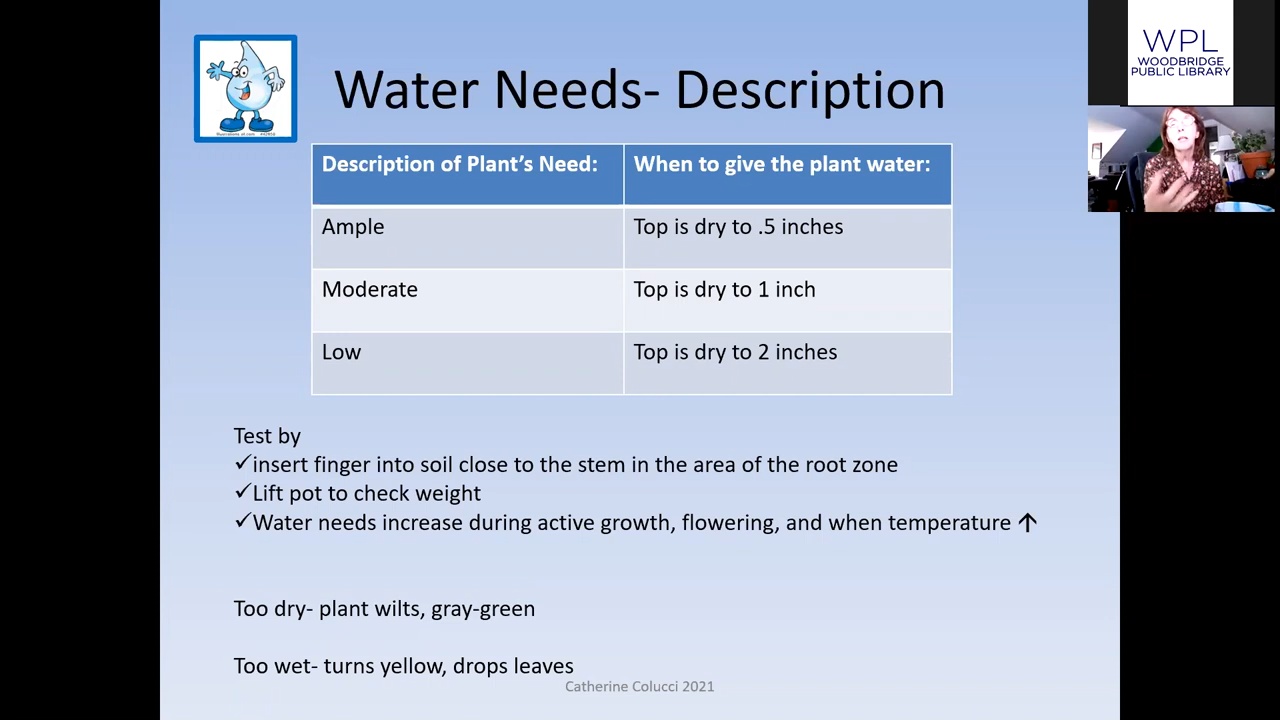 WPL
WOODBRIDGE
PUBLIC LIBRARY
Water Needs- Description
Description of Plant's Need:
When to give the plant water:
Ample
Top is dry to .5 inches
Moderate
Top is dry to 1 inch
Low
Top is dry to 2 inches
Test by
✓insert finger into soil close to the stem in the area of the root zone
✓Lift pot to check weight
✓Water needs increase during active growth, flowering, and when temperature ↑
Too dry- plant wilts, gray-green
Too wet- turns yellow, drops leaves
Catherine Colucci 2021